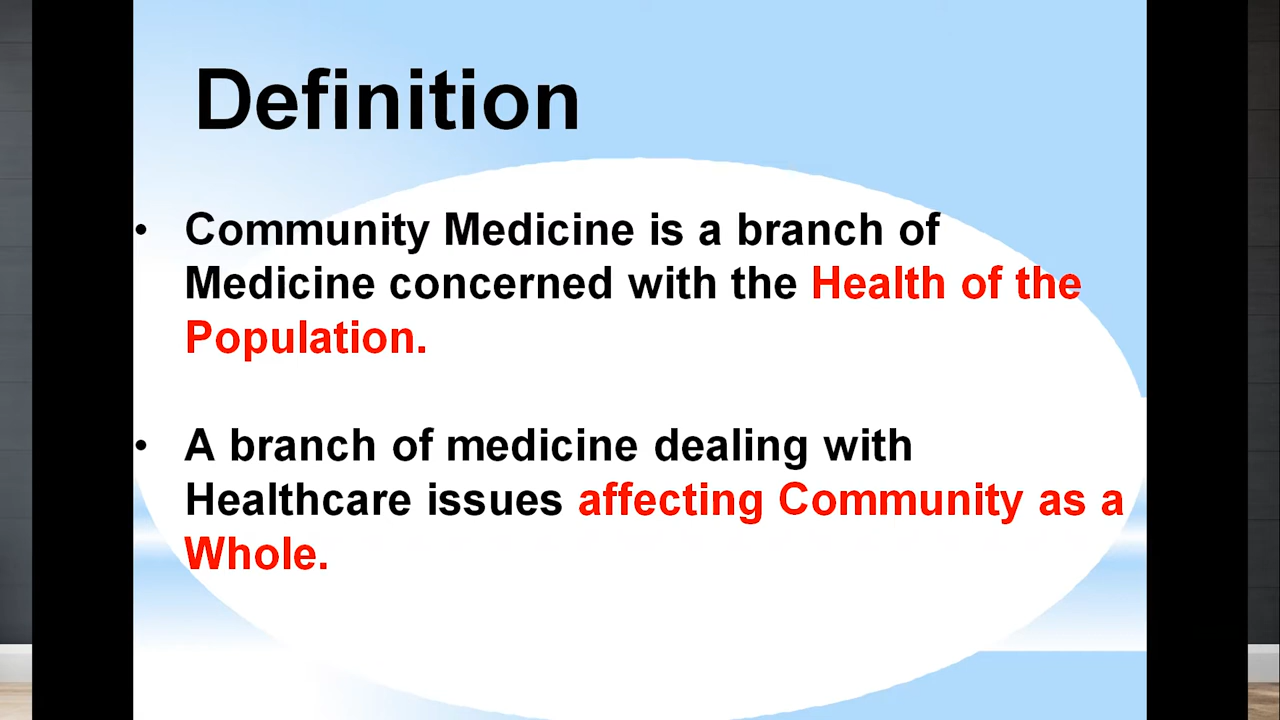 Definition
• Community Medicine is a branch of
Medicine concerned with the Health of the
Population.
• A branch of medicine dealing with
Healthcare issues affecting Community as a
Whole.